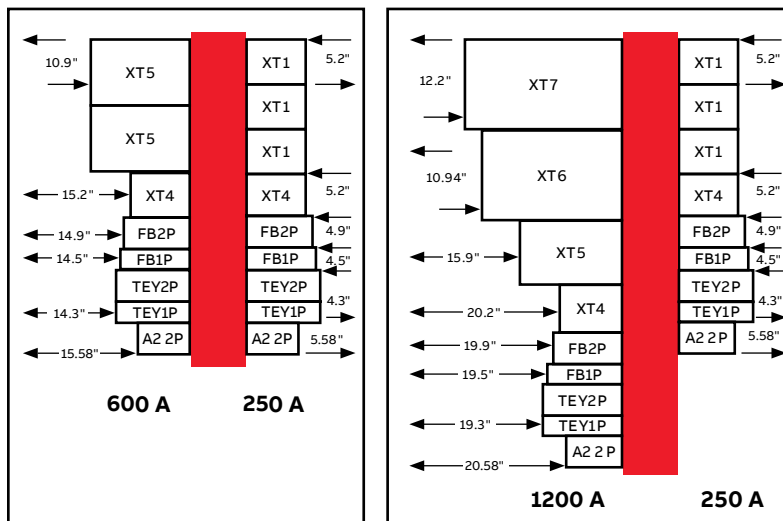 10.9"
XT5
XT1
5.2"
XT1
XT5
XT1
15.2"
XT4
XT4
5.2"
14.9"
FB2P
FB2P
4.9"
14.5"
FB1P
FB1P
4.5"
TEY2P
TEY2P
4.3"
14.3"
TEY1P
TEY1P
A2 2P
A2 2P
5.58"
15.58"
600 A
250 A
12.2"
XT7
XT1
5.2"
XT1
XT1
10.94"
XT6
XT4
5.2"
FB2P
4.9"
15.9"
XT5
FB1P
4.5"
TEY2P
4.3"
20.2"
XT4
TEY1P
A2 2P
5.58"
19.9"
FB2P
19.5"
FB1P
TEY2P
19.3"
TEY1P
A2 2P
20.58"
1200 A
250 A